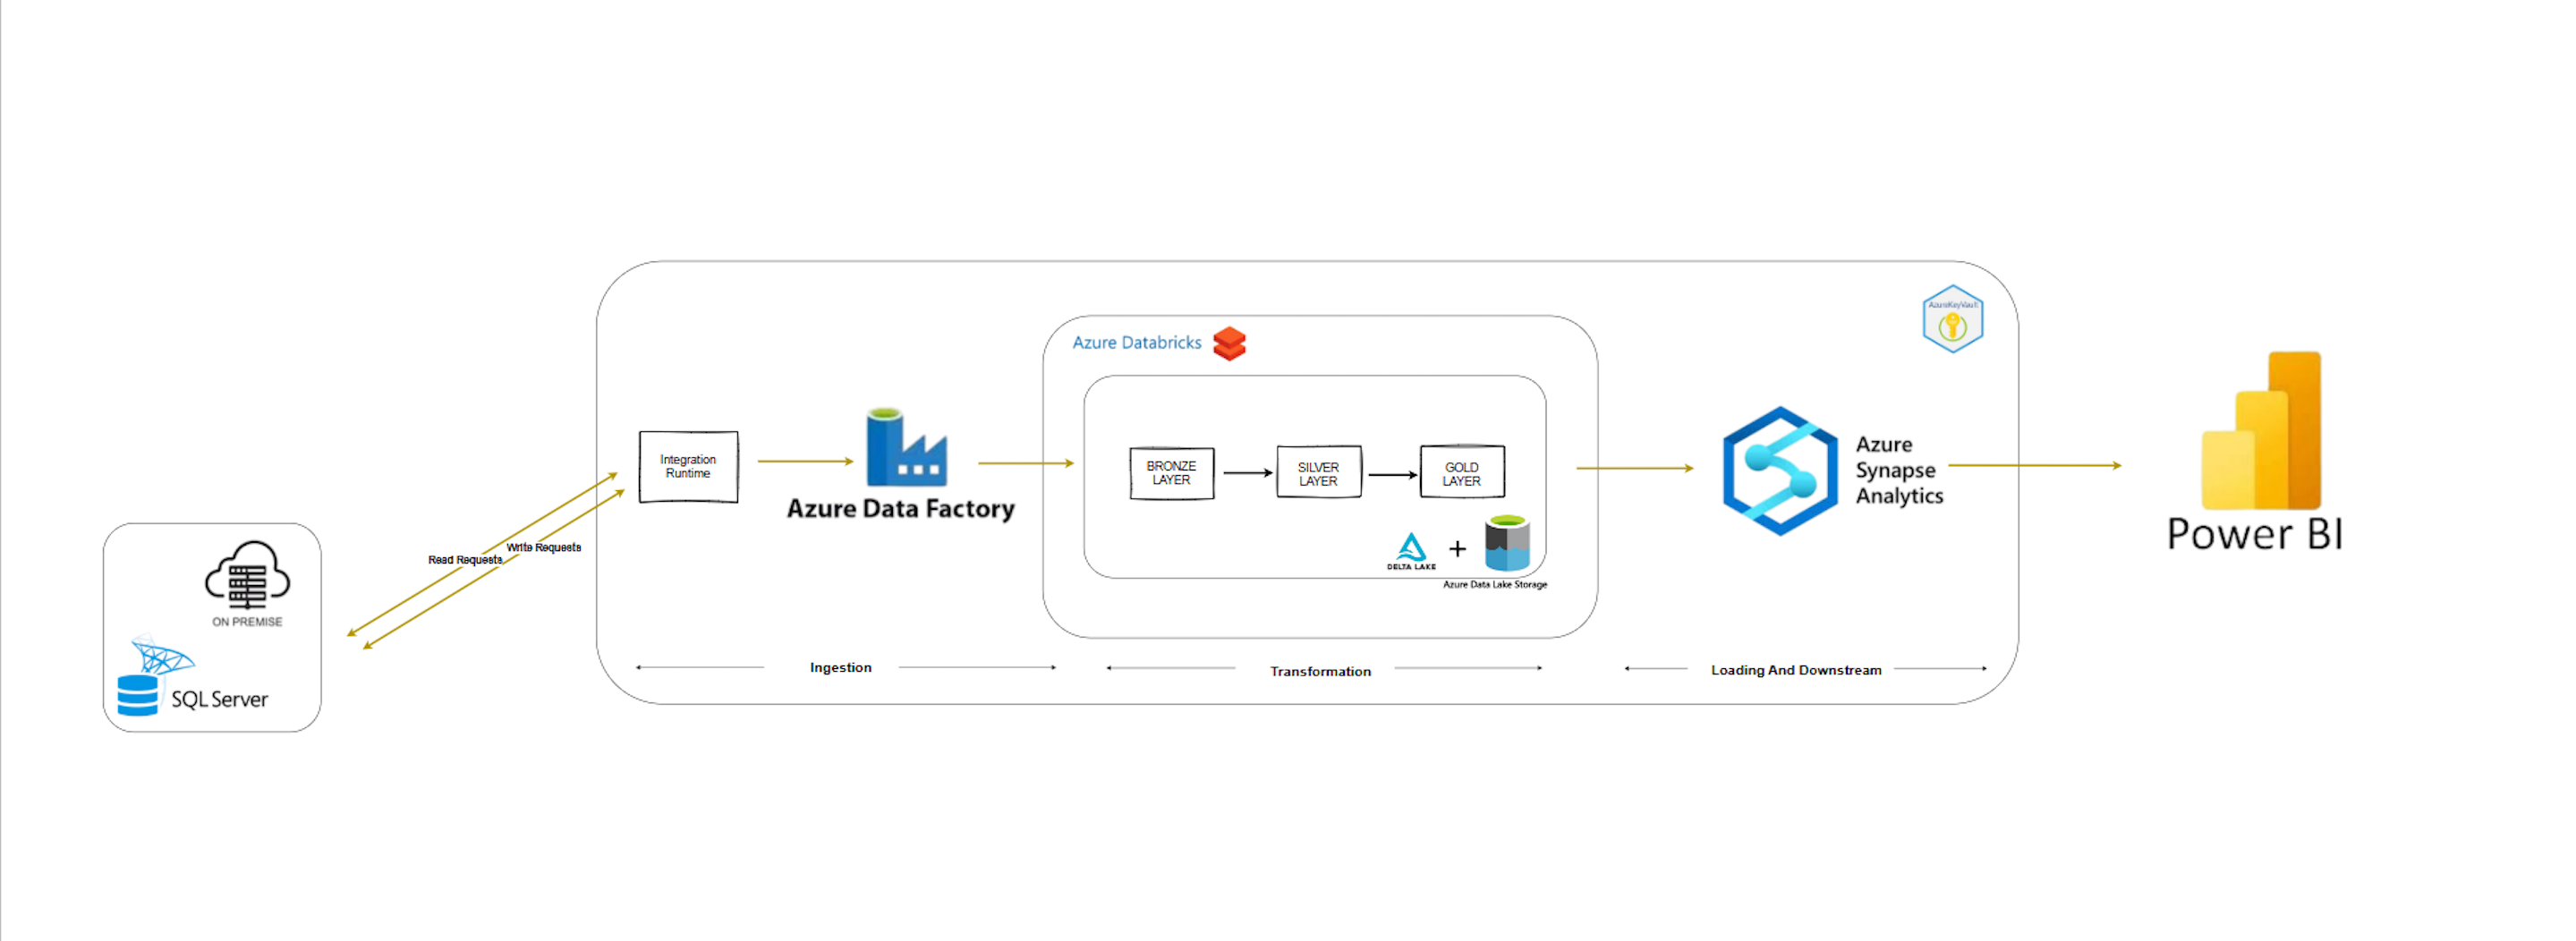 AzureKeyVault
Azure Databricks
Integration
Runtime
BRONZE
LAYER
SILVER
LAYER
GOLD
LAYER
Azure
Synapse
Analytics
Azure Data Factory
Power BI
Write Requests
Read Requests
DELTA LAKE
+
Azure Data Lake Storage
ON PREMISE
SQL Server
Ingestion
Transformation
Loading And Downstream